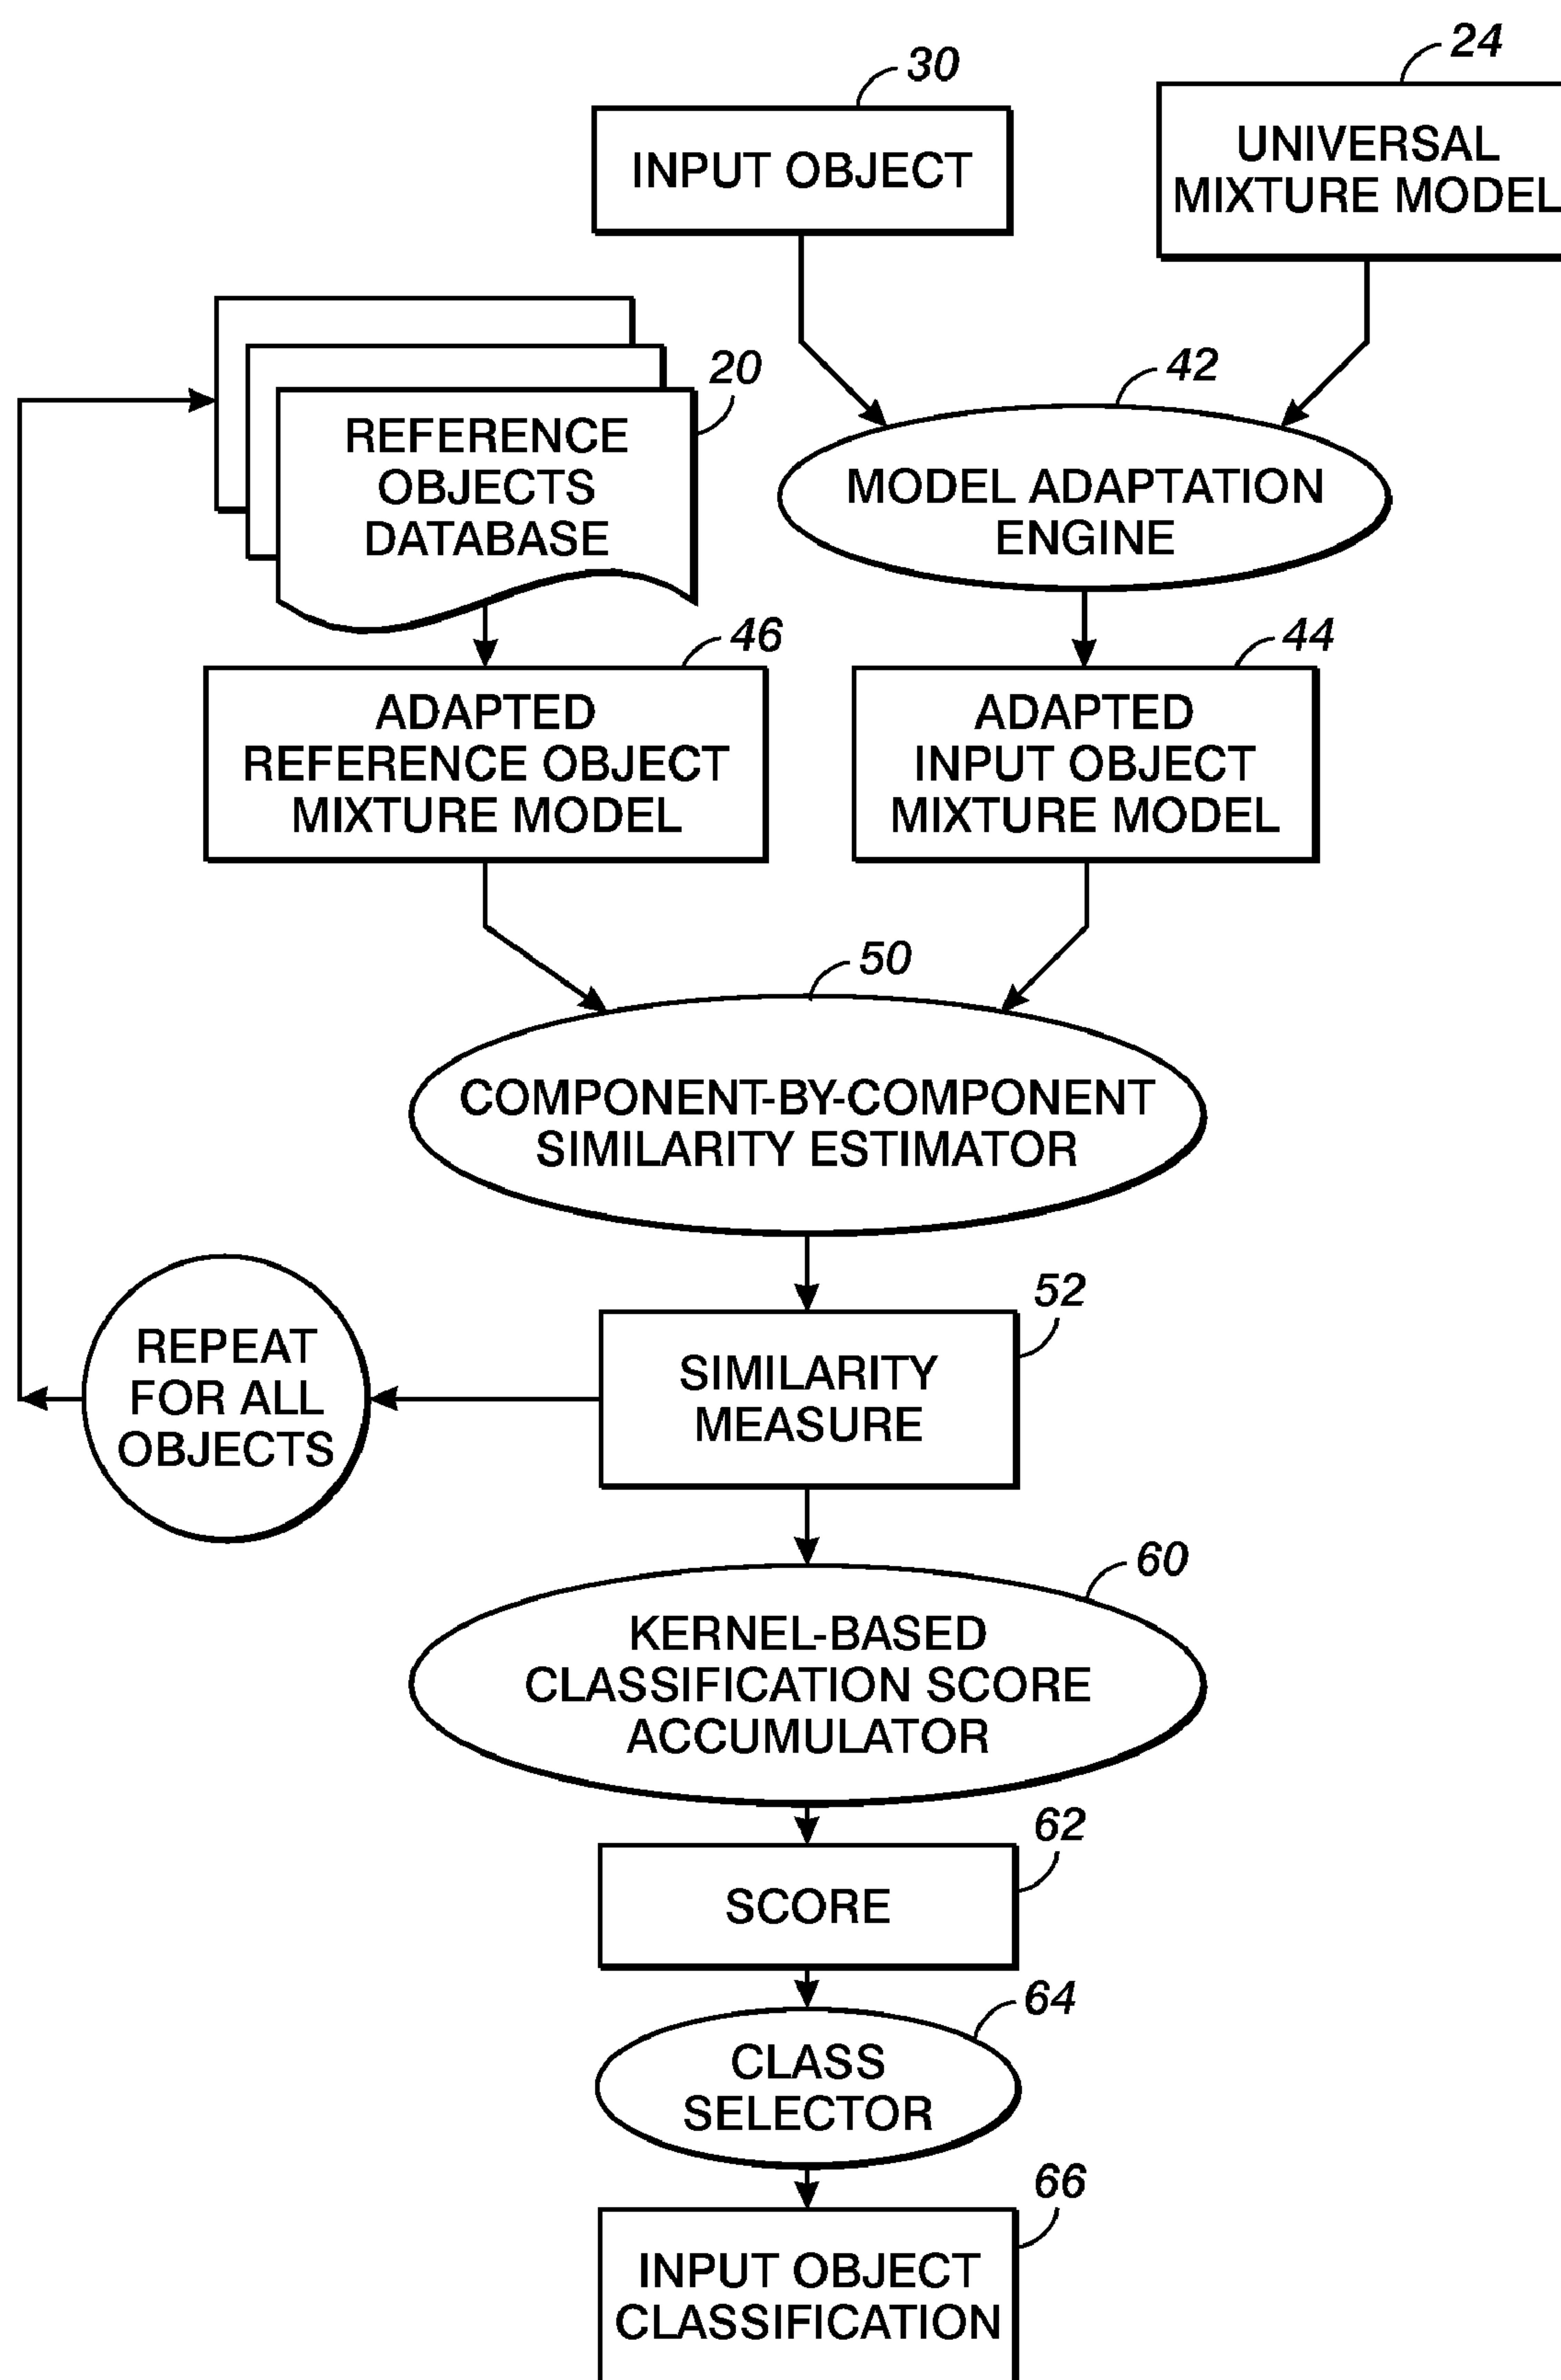 30
24
INPUT OBJECT
UNIVERSAL
MIXTURE MODEL
20
42
REFERENCE
OBJECTS
DATABASE
MODEL ADAPTATION
ENGINE
46
44
ADAPTED
REFERENCE OBJECT
MIXTURE MODEL
ADAPTED
INPUT OBJECT
MIXTURE MODEL
50
COMPONENT-BY-COMPONENT
SIMILARITY ESTIMATOR
52
REPEAT
FOR ALL
OBJECTS
SIMILARITY
MEASURE
60
KERNEL-BASED
CLASSIFICATION SCORE
ACCUMULATOR
62
SCORE
64
CLASS
SELECTOR
66
INPUT OBJECT
CLASSIFICATION